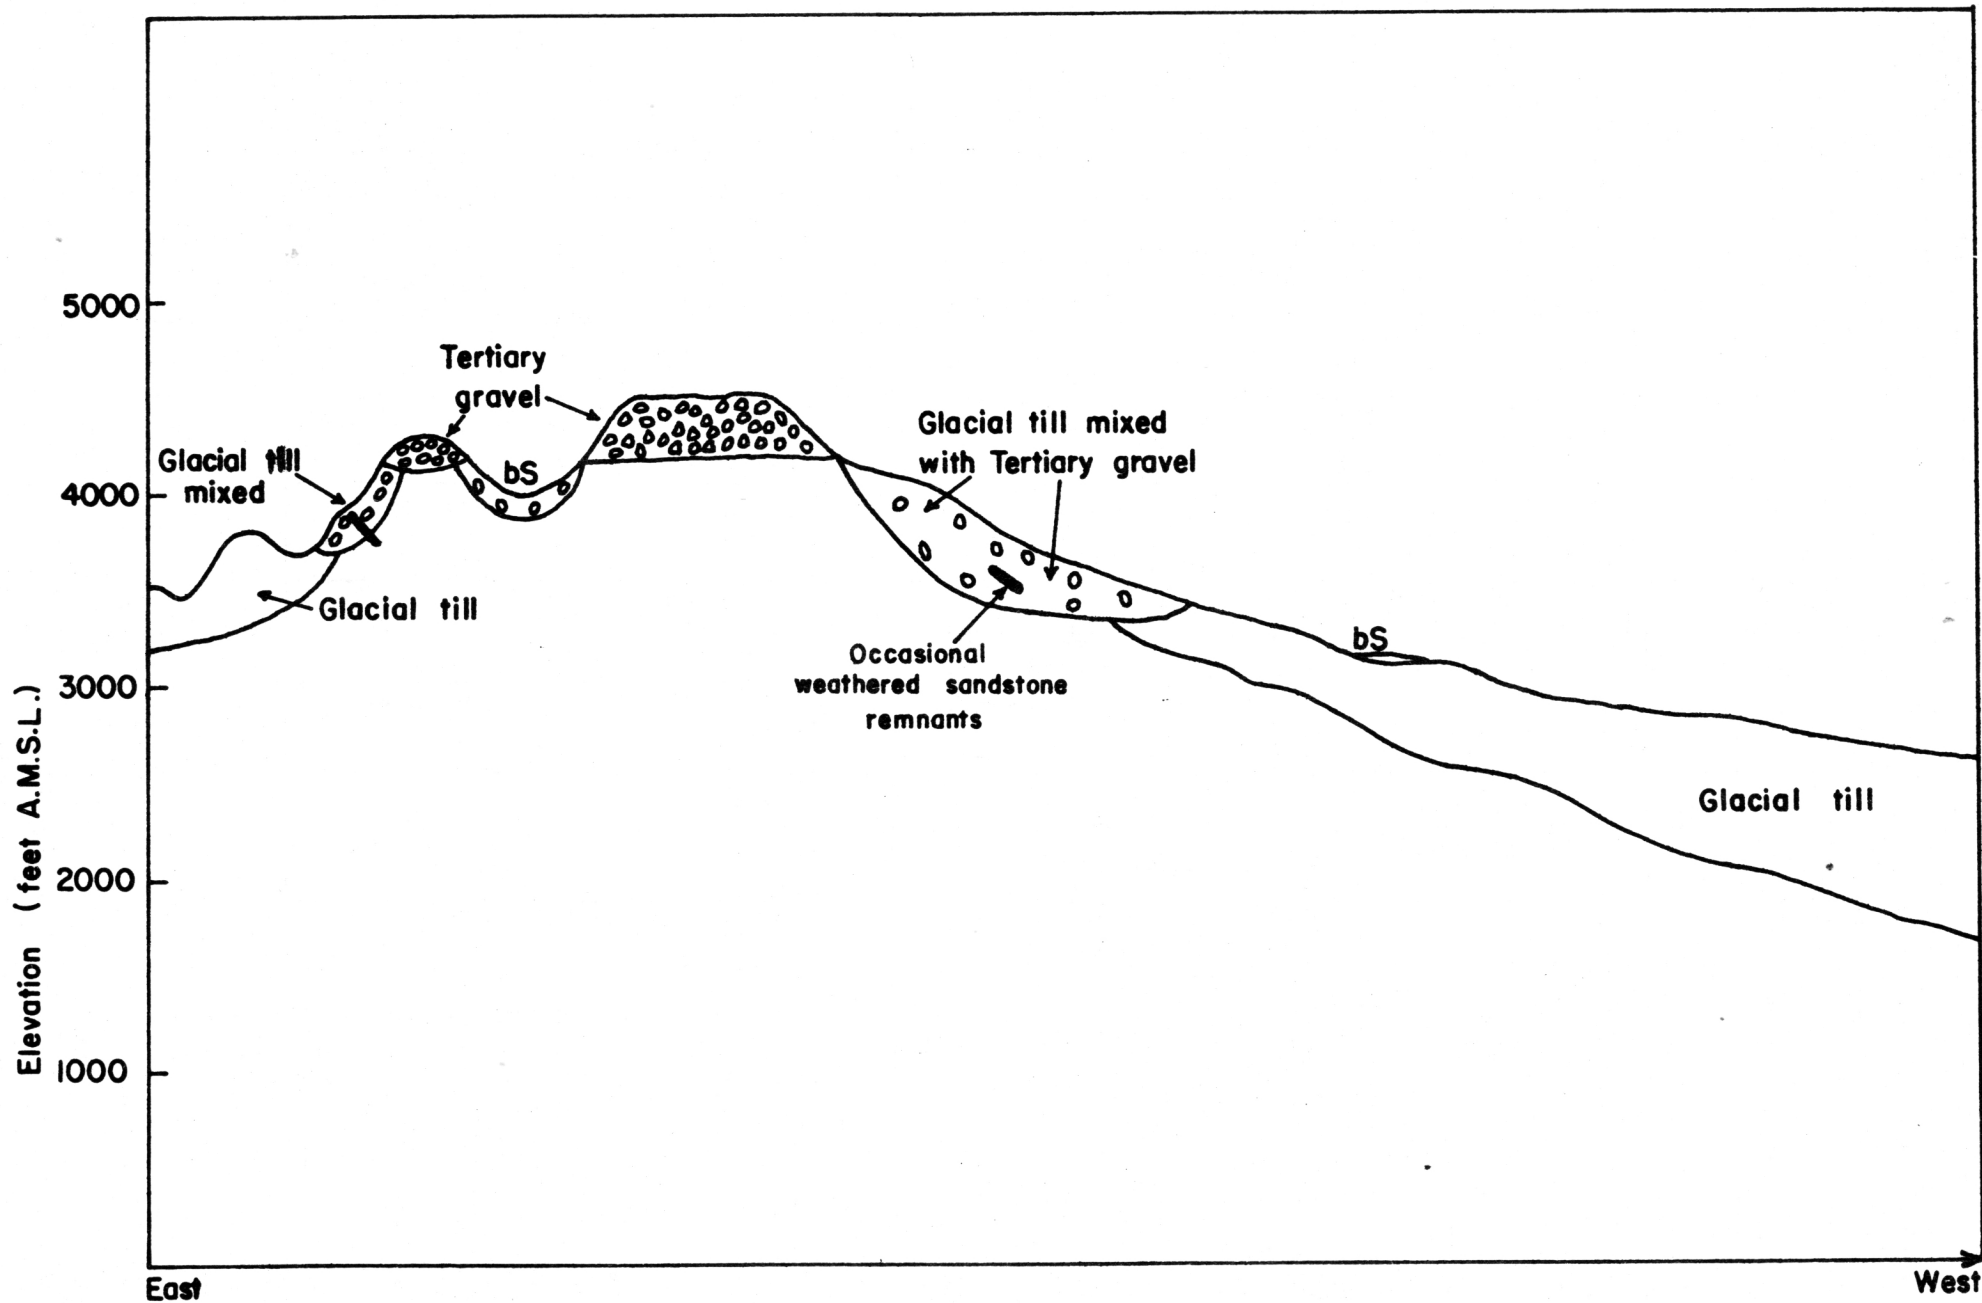 5000
Tertiary
gravel
Glacial till mixed
with Tertiary gravel
Glacial till
mixed
bS
4000
Glacial till
Occasional
weathered sandstone
remnants
bS
3000
Glacial till
2000
1000
Elevation (feet A.M.S.L.)
East
West